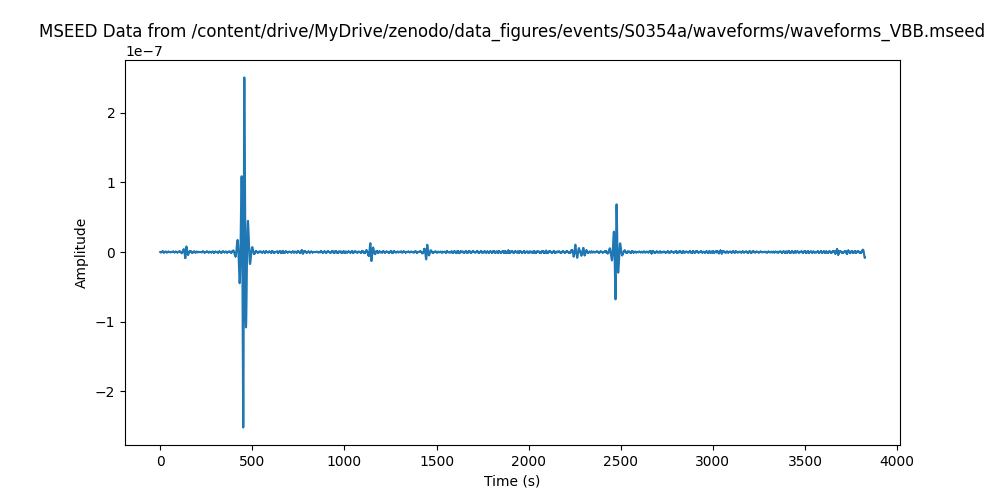 MSEED Data from /content/drive/MyDrive/zenodo/data_figures/events/S0354a/waveforms/waveforms_VBB.mseed
1e−7
2
1
0
−1
−2
Amplitude
0 500 1000 1500 2000 2500 3000 3500 4000
Time (s)